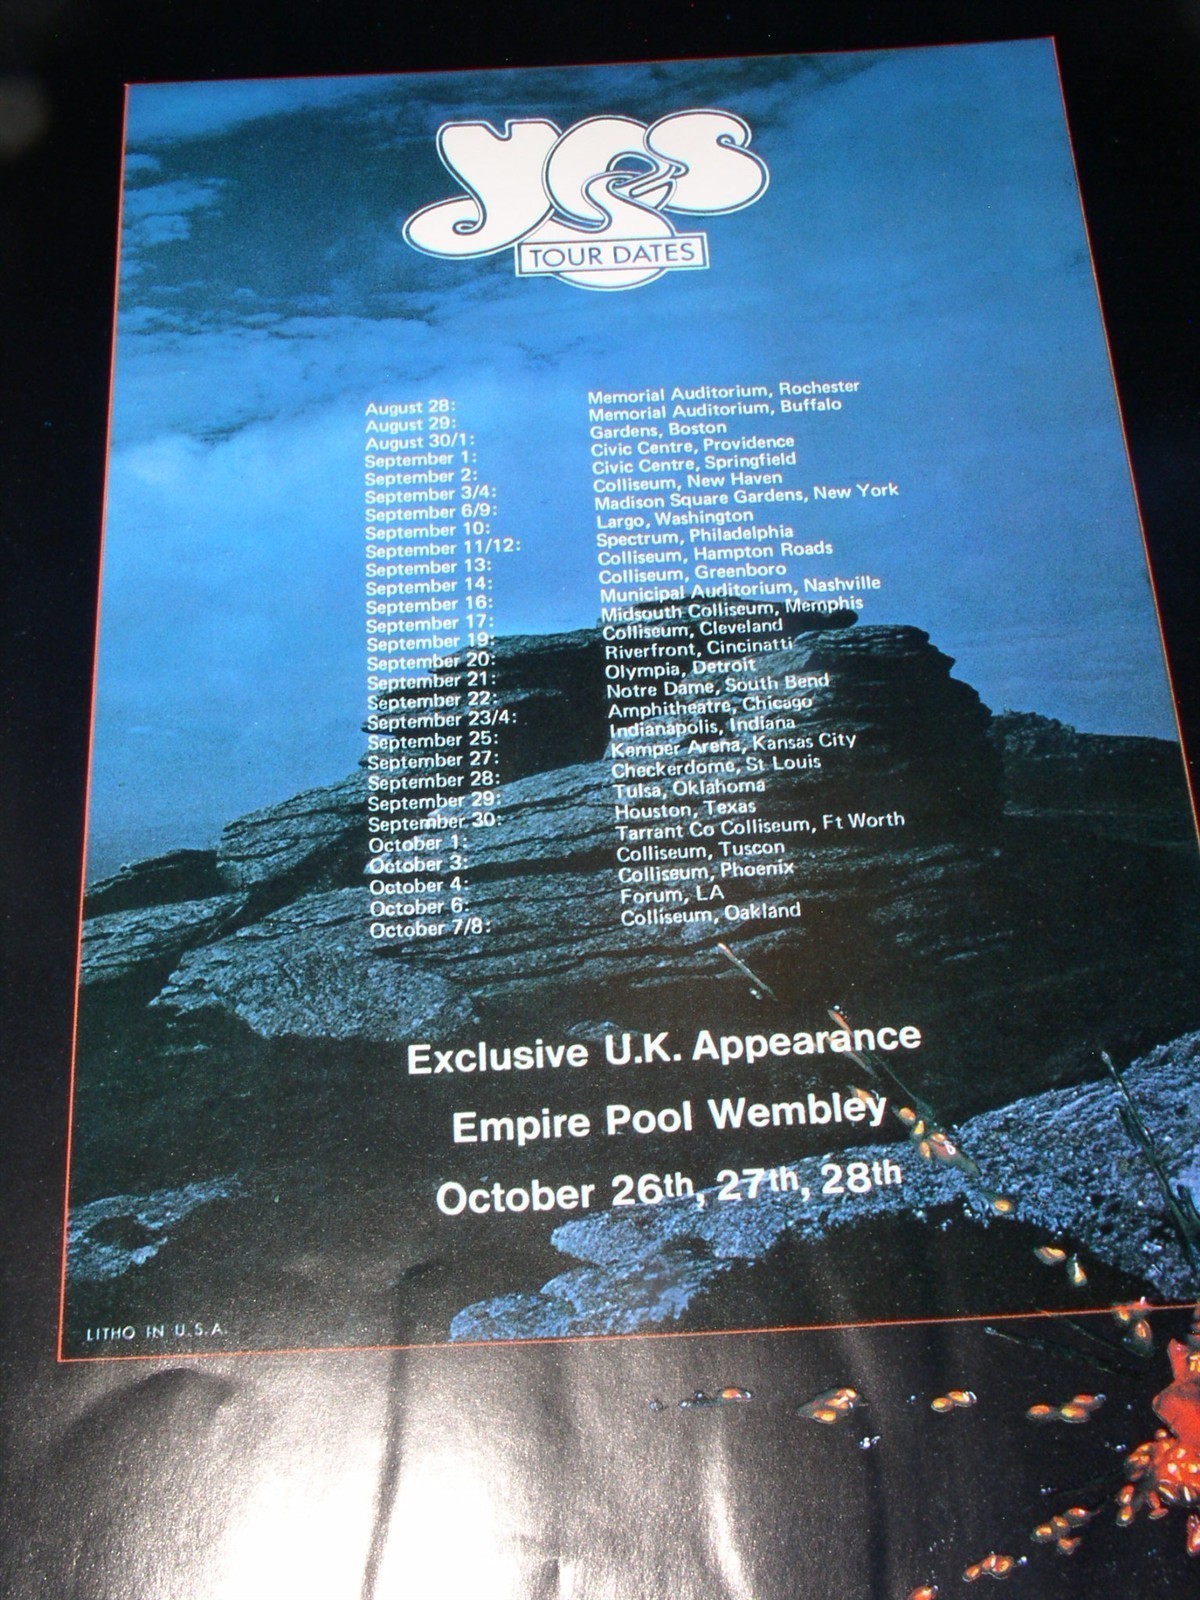 YES
TOUR DATES
August 28: Memorial Auditorium, Rochester
August 29: Memorial Auditorium, Buffalo
August 30/1: Gardens, Boston
September 1: Civic Centre, Providence
September 2: Civic Centre, Springfield
September 3/4: Colliseum, New Haven
September 6/9: Madison Square Gardens, New York
September 10: Largo, Washington
September 11/12: Spectrum, Philadelphia
September 13: Colliseum, Hampton Roads
September 14: Colliseum, Greenboro
September 16: Municipal Auditorium, Nashville
September 17: Midsouth Colliseum, Memphis
September 19: Colliseum, Cleveland
September 20: Riverfront, Cincinatti
September 21: Olympia, Detroit
September 22: Notre Dame, South Bend
September 23/4: Amphitheatre, Chicago
September 25: Indianapolis, Indiana
September 27: Kemper Arena, Kansas City
September 28: Checkerdome, St Louis
September 29: Tulsa, Oklahoma
September 30: Houston, Texas
October 1: Tarrant Co Colliseum, Ft Worth
October 3: Colliseum, Tuscon
October 4: Colliseum, Phoenix
October 6: Forum, LA
October 7/8: Colliseum, Oakland
Exclusive U.K. Appearance
Empire Pool Wembley
October 26th, 27th, 28th
LITHO IN U.S.A.